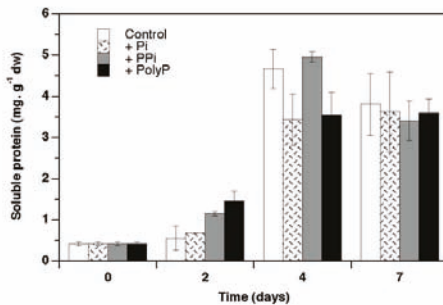 6
5
4
3
2
1
0
Soluble protein (mg. g⁻¹ dw)
Control
+ Pi
+ PPi
+ PolyP
0 2 4 7
Time (days)